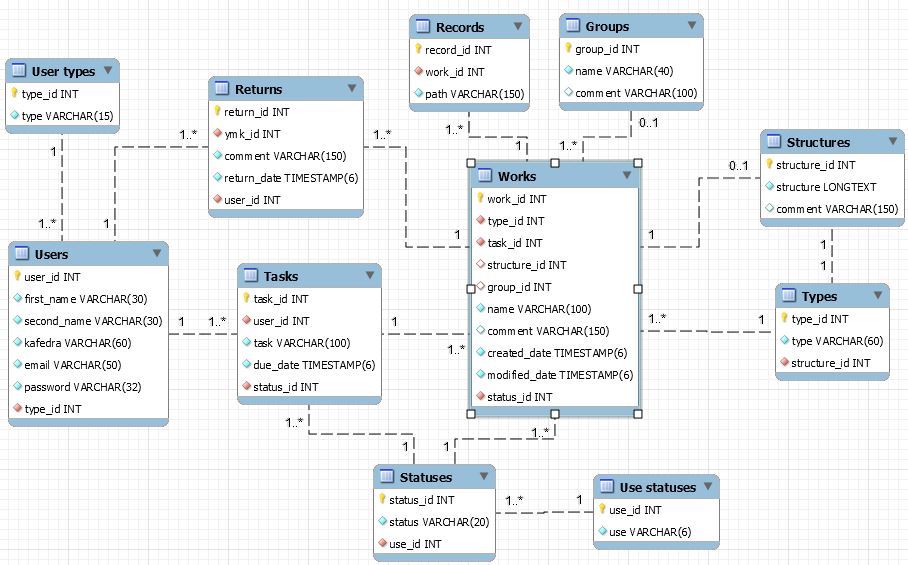 User types
type_id INT
type VARCHAR(15)
Returns
return_id INT
ymk_id INT
comment VARCHAR(150)
return_date TIMESTAMP(6)
user_id INT
Records
record_id INT
work_id INT
path VARCHAR(150)
Groups
group_id INT
name VARCHAR(40)
comment VARCHAR(100)
Structures
structure_id INT
structure LONGTEXT
comment VARCHAR(150)
Works
work_id INT
type_id INT
task_id INT
structure_id INT
group_id INT
name VARCHAR(100)
comment VARCHAR(150)
created_date TIMESTAMP(6)
modified_date TIMESTAMP(6)
status_id INT
Users
user_id INT
first_name VARCHAR(30)
second_name VARCHAR(30)
kafedra VARCHAR(60)
email VARCHAR(50)
password VARCHAR(32)
type_id INT
Tasks
task_id INT
user_id INT
task VARCHAR(100)
due_date TIMESTAMP(6)
status_id INT
Types
type_id INT
type VARCHAR(60)
structure_id INT
Statuses
status_id INT
status VARCHAR(20)
use_id INT
Use statuses
use_id INT
use VARCHAR(6)
1
1..*
1..*
1
1..*
1
1..*
1
0..1
1..*
0..1
1
1
1
1..*
1
1
1..*
1
1..*
1..*
1
1..*
1
1..*
1